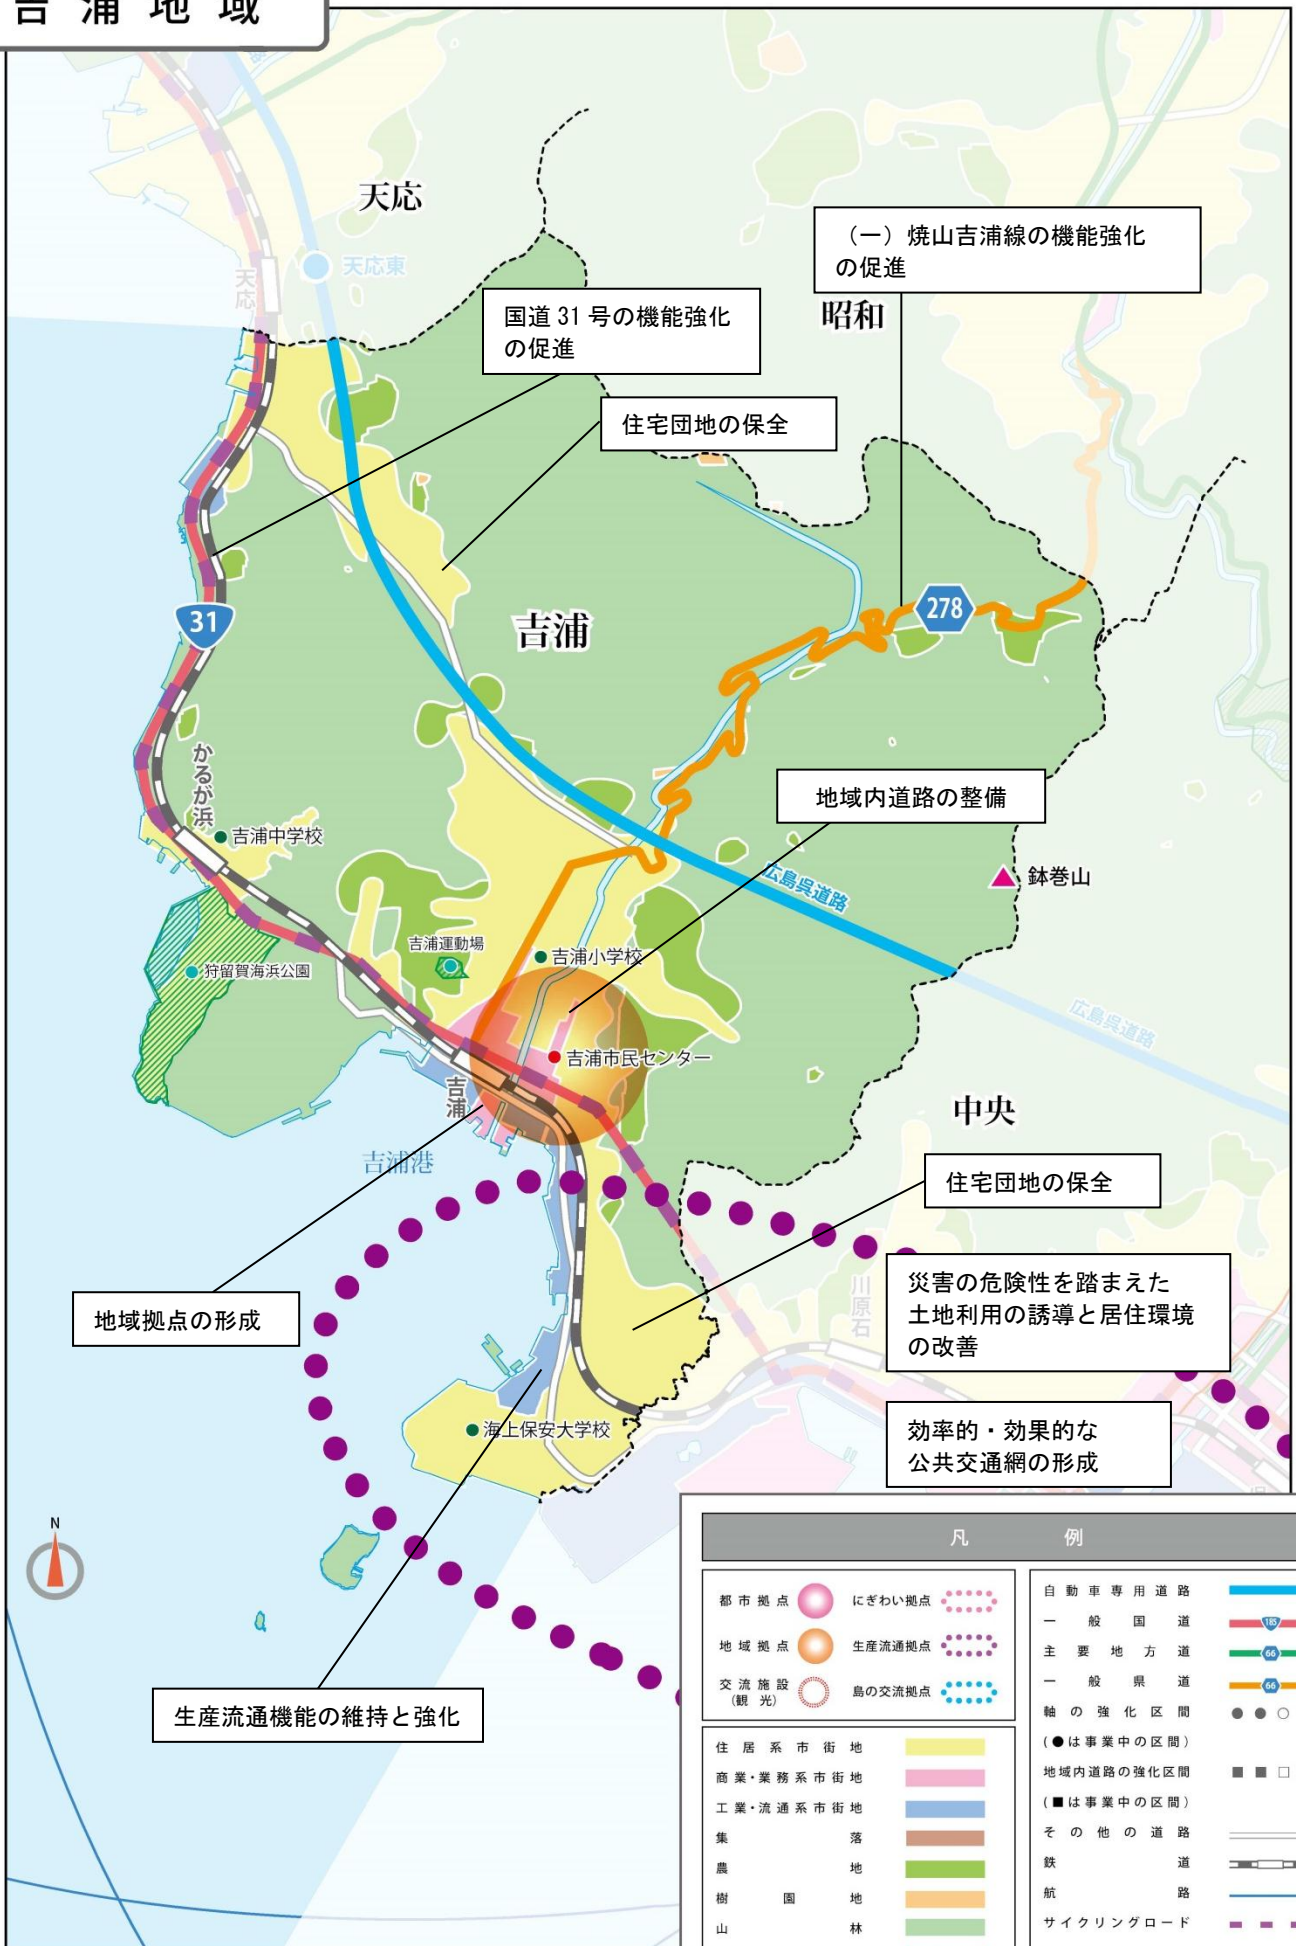 吉浦地域
天応
天応東
天応
（一）焼山吉浦線の機能強化
の促進
昭和
国道 31 号の機能強化
の促進
住宅団地の保全
278
31
吉浦
かるが浜
吉浦中学校
地域内道路の整備
広島呉道路
鉢巻山
吉浦運動場
吉浦小学校
狩留賀海浜公園
広島呉道路
吉浦市民センター
吉浦
中央
吉浦港
住宅団地の保全
災害の危険性を踏まえた
土地利用の誘導と居住環境
の改善
川原石
地域拠点の形成
効率的・効果的な
公共交通網の形成
海上保安大学校
N
生産流通機能の維持と強化
凡例
都市拠点
にぎわい拠点
地域拠点
生産流通拠点
交流施設
(観光)
島の交流拠点
住居系市街地
商業・業務系市街地
工業・流通系市街地
集落
農地
樹園地
山林
自動車専用道路
一般国道
185
主要地方道
66
一般県道
66
軸の強化区間
(●は事業中の区間)
地域内道路の強化区間
(■は事業中の区間)
その他の道路
鉄道
航路
サイクリングロード